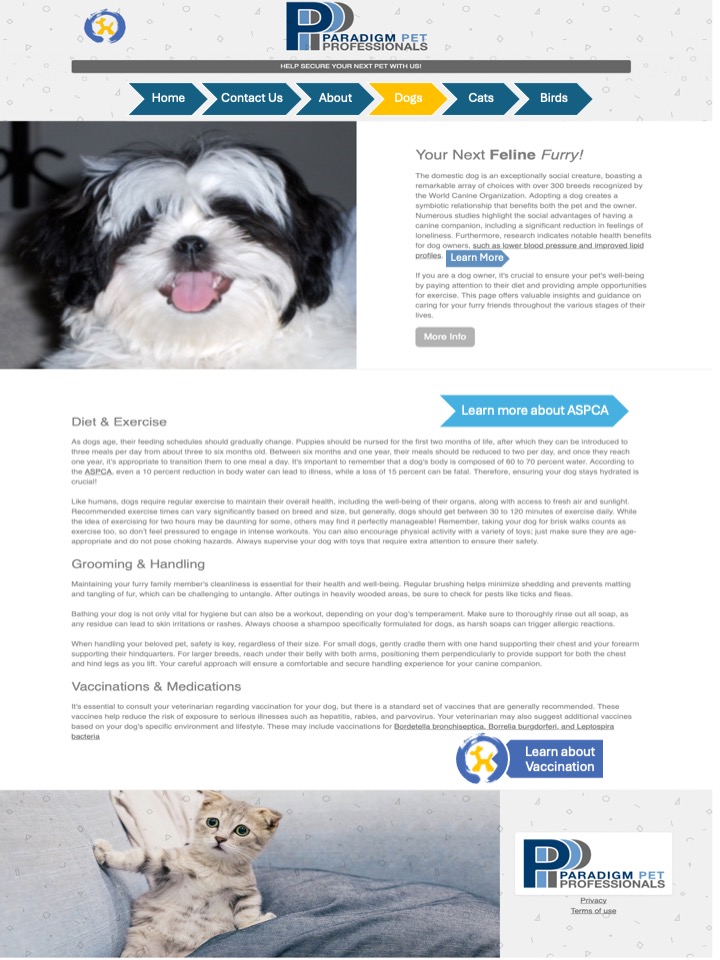 PARADIGM PET
PROFESSIONALS
HELP SECURE YOUR NEXT PET WITH US!
Home
Contact Us
About
Dogs
Cats
Birds
Your Next Feline Furry!
The domestic dog is an exceptionally social creature, boasting a
remarkable array of choices with over 300 breeds recognized by
the World Canine Organization. Adopting a dog creates a
symbiotic relationship that benefits both the pet and the owner.
Numerous studies highlight the social advantages of having a
canine companion, including a significant reduction in feelings of
loneliness. Furthermore, research indicates notable health benefits
for dog owners, such as lower blood pressure and improved lipid
profiles. Learn More
If you are a dog owner, it's crucial to ensure your pet's well-being
by paying attention to their diet and providing ample opportunities
for exercise. This page offers valuable insights and guidance on
caring for your furry friends throughout the various stages of their
lives.
More Info
Learn more about ASPCA
Diet & Exercise
As dogs age, their feeding schedules should gradually change. Puppies should be nursed for the first two months of life, after which they can be introduced to
three meals per day from about three to six months old. Between six months and one year, their meals should be reduced to two per day, and once they reach
one year, it's appropriate to transition them to one meal a day. It's important to remember that a dog's body is composed of 60 to 70 percent water. According to
the ASPCA, even a 10 percent reduction in body water can lead to illness, while a loss of 15 percent can be fatal. Therefore, ensuring your dog stays hydrated is
crucial!
Like humans, dogs require regular exercise to maintain their overall health, including the well-being of their organs, along with access to fresh air and sunlight.
Recommended exercise times can vary significantly based on breed and size, but generally, dogs should get between 30 to 120 minutes of exercise daily. While
the idea of exercising for two hours may be daunting for some, others may find it perfectly manageable! Remember, taking your dog for brisk walks counts as
exercise too, so don't feel pressured to engage in intense workouts. You can also encourage physical activity with a variety of toys; just make sure they are age-
appropriate and do not pose choking hazards. Always supervise your dog with toys that require extra attention to ensure their safety.
Grooming & Handling
Maintaining your furry family member's cleanliness is essential for their health and well-being. Regular brushing helps minimize shedding and prevents matting
and tangling of fur, which can be challenging to untangle. After outings in heavily wooded areas, be sure to check for pests like ticks and fleas.
Bathing your dog is not only vital for hygiene but can also be a workout, depending on your dog's temperament. Make sure to thoroughly rinse out all soap, as
any residue can lead to skin irritations or rashes. Always choose a shampoo specifically formulated for dogs, as harsh soaps can trigger allergic reactions.
When handling your beloved pet, safety is key, regardless of their size. For small dogs, gently cradle them with one hand supporting their chest and your forearm
supporting their hindquarters. For larger breeds, reach under their belly with both arms, positioning them perpendicularly to provide support for both the chest
and hind legs as you lift. Your careful approach will ensure a comfortable and secure handling experience for your canine companion.
Vaccinations & Medications
It's essential to consult your veterinarian regarding vaccination for your dog, but there is a standard set of vaccines that are generally recommended. These
vaccines help reduce the risk of exposure to serious illnesses such as hepatitis, rabies, and parvovirus. Your veterinarian may also suggest additional vaccines
based on your dog's specific environment and lifestyle. These may include vaccinations for Bordetella bronchiseptica, Borrelia burgdorferi, and Leptospira
bacteria
Learn about
Vaccination
PARADIGM PET
PROFESSIONALS
Privacy
Terms of use